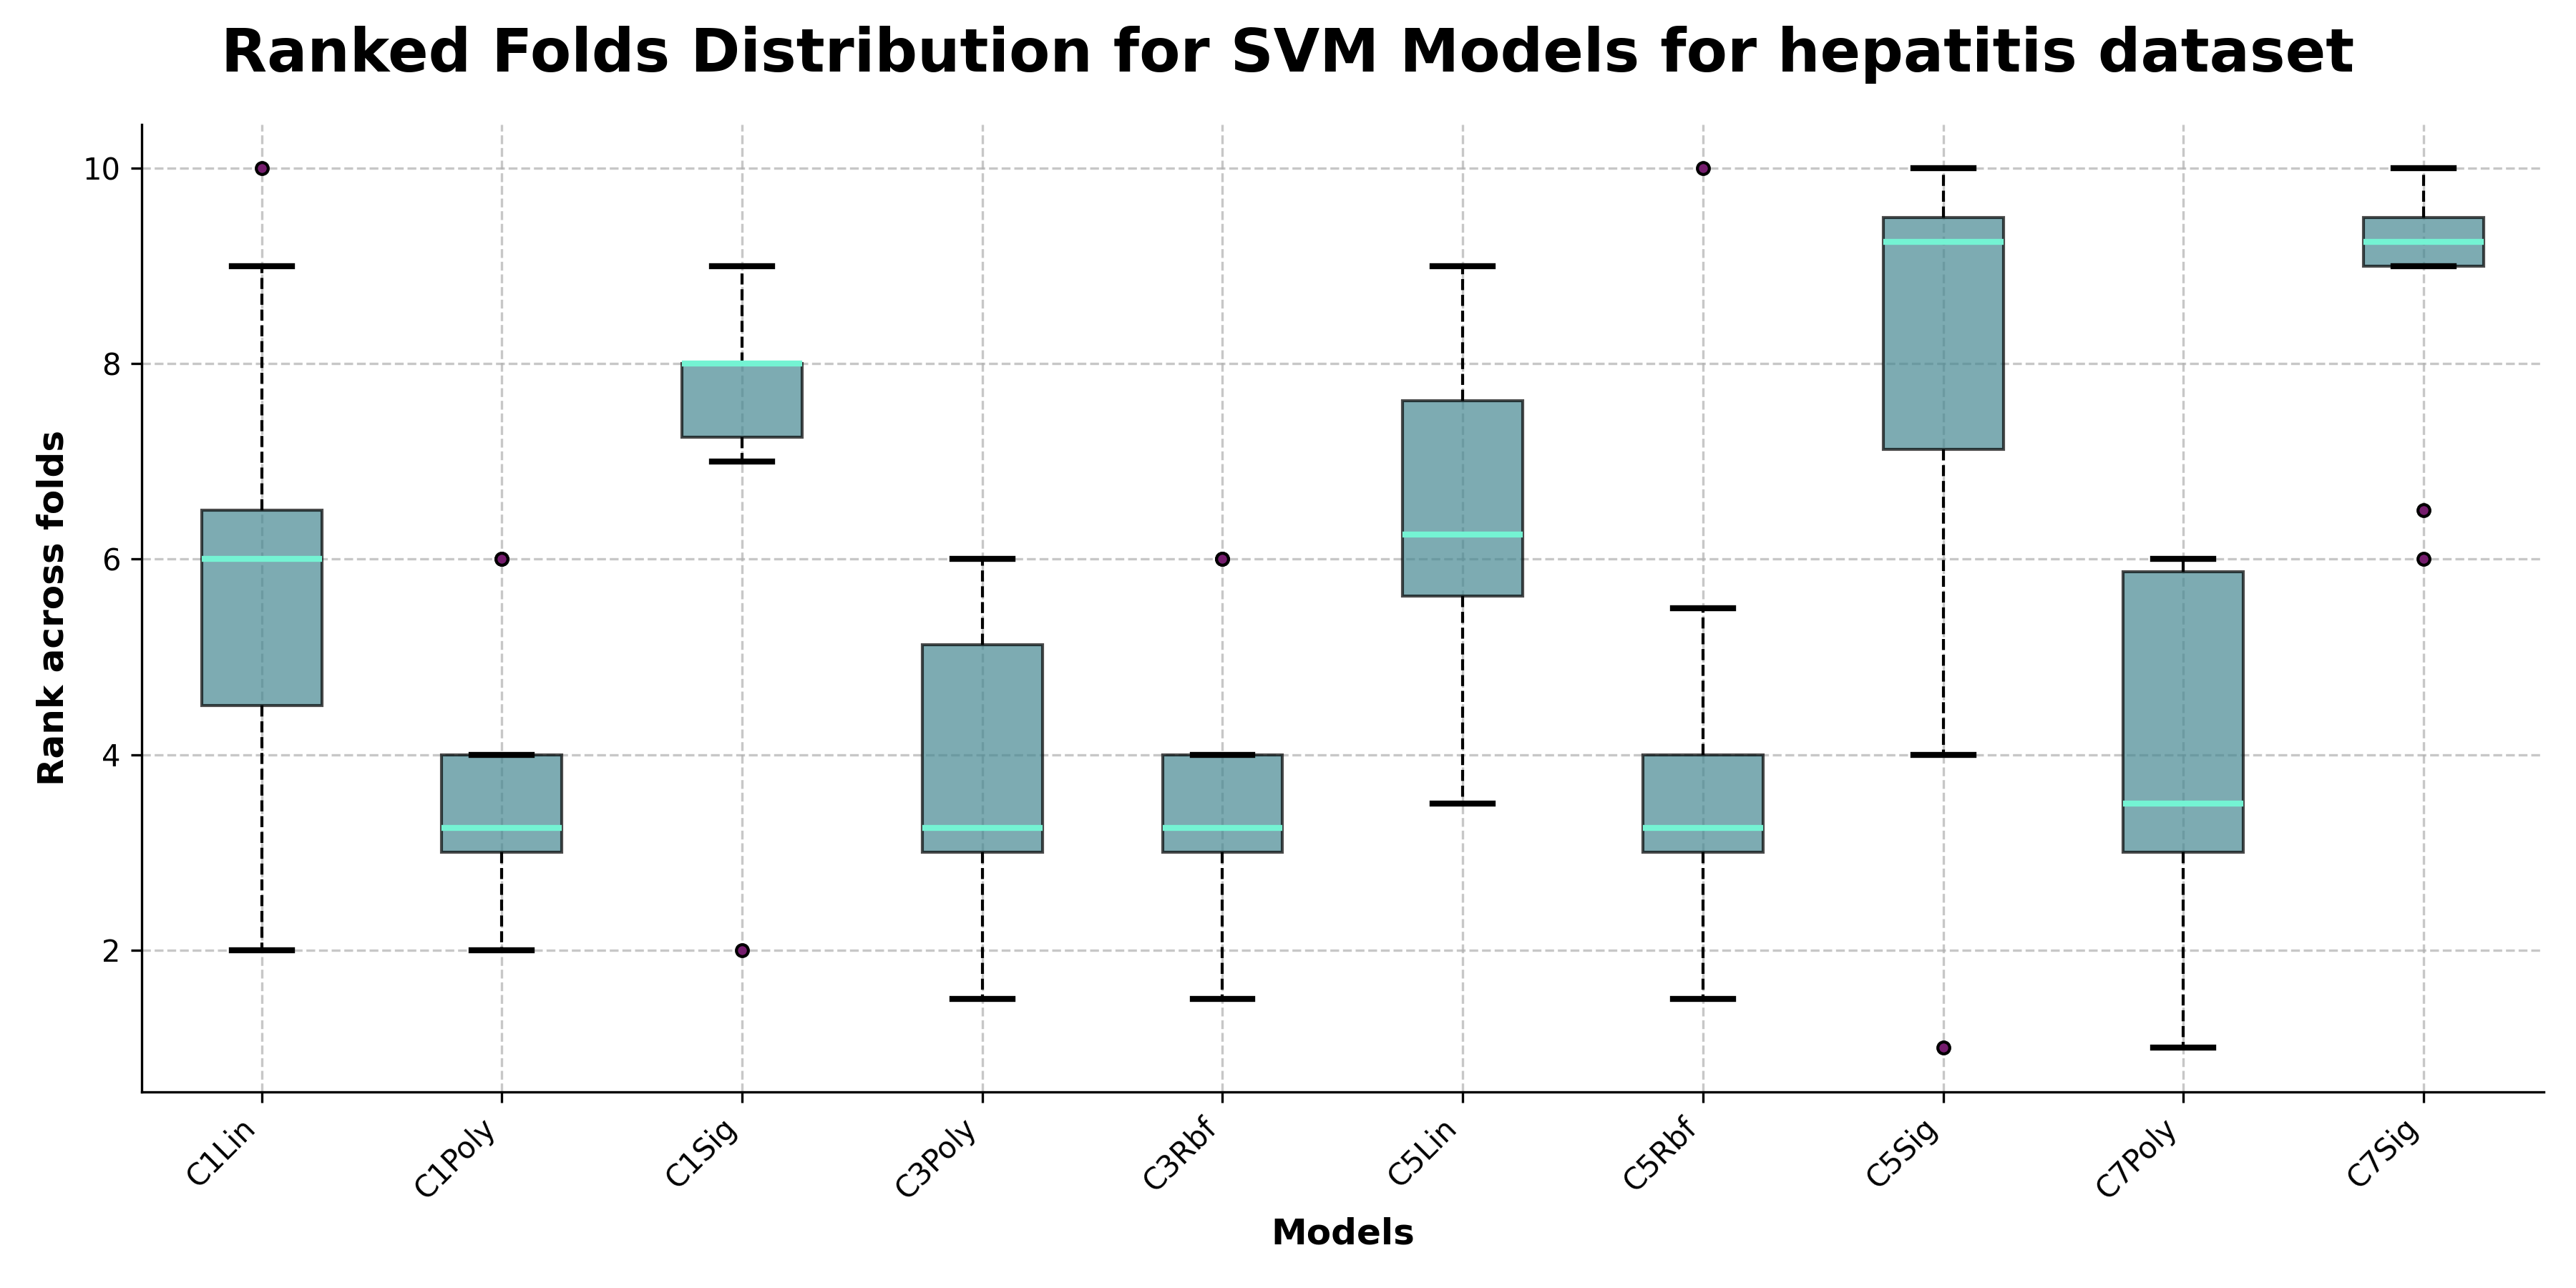 Ranked Folds Distribution for SVM Models for hepatitis dataset
Rank across folds
10
8
6
4
2
C1Lin
C1Poly
C1Sig
C3Poly
C3Rbf
C5Lin
C5Rbf
C5Sig
C7Poly
C7Sig
Models